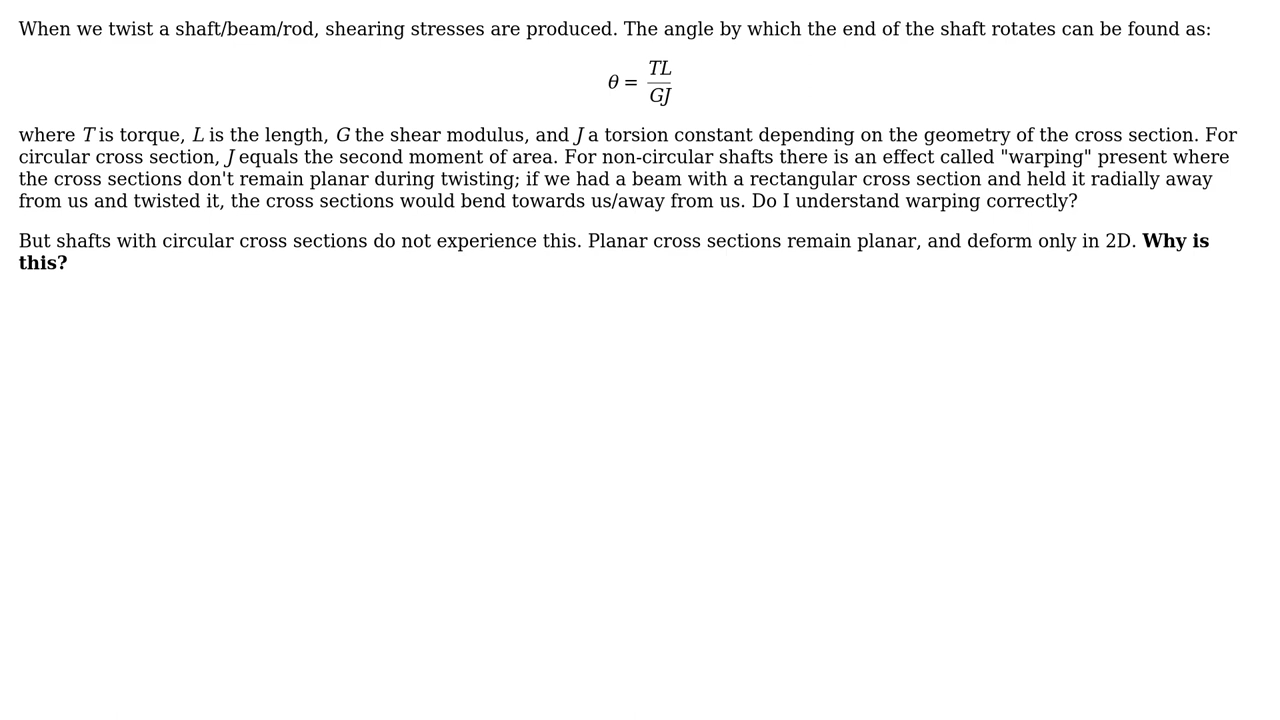 When we twist a shaft/beam/rod, shearing stresses are produced. The angle by which the end of the shaft rotates can be found as:
θ = TL/GJ
where T is torque, L is the length, G the shear modulus, and J a torsion constant depending on the geometry of the cross section. For
circular cross section, J equals the second moment of area. For non-circular shafts there is an effect called "warping" present where
the cross sections don't remain planar during twisting; if we had a beam with a rectangular cross section and held it radially away
from us and twisted it, the cross sections would bend towards us/away from us. Do I understand warping correctly?
But shafts with circular cross sections do not experience this. Planar cross sections remain planar, and deform only in 2D. Why is
this?